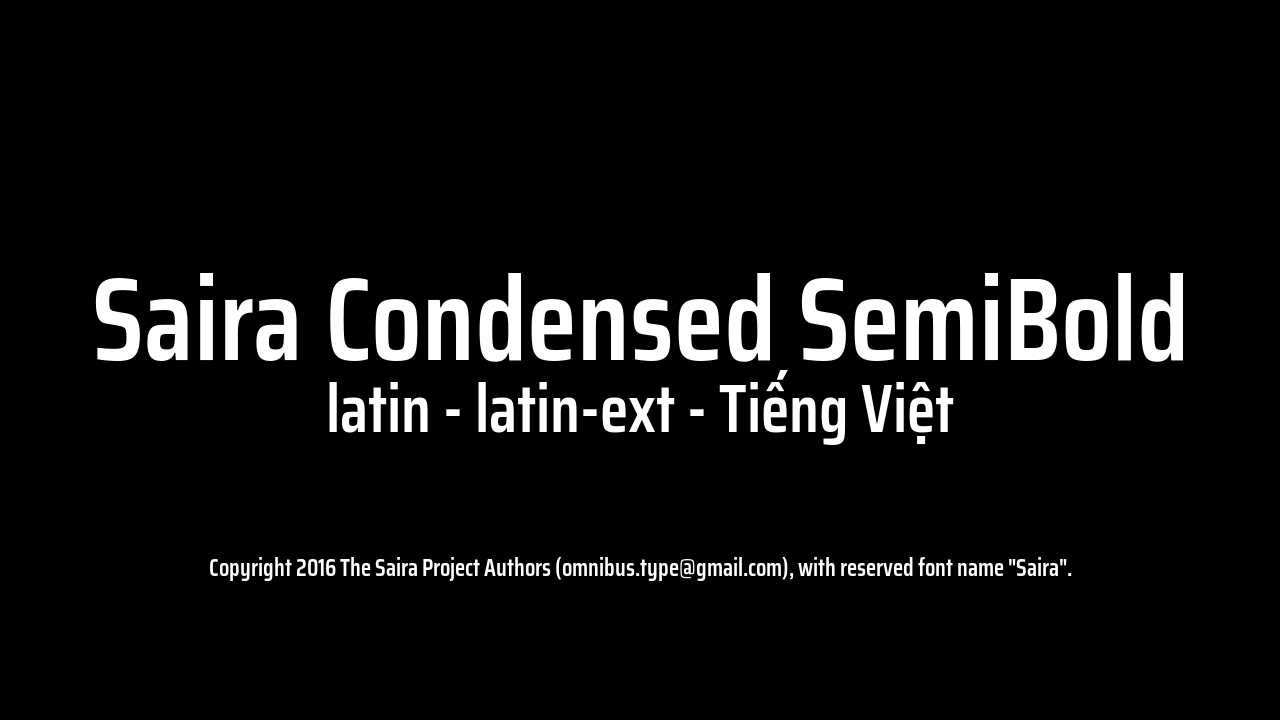 Saira Condensed SemiBold
latin - latin-ext - Tiếng Việt
Copyright 2016 The Saira Project Authors (omnibus.type@gmail.com), with reserved font name "Saira".